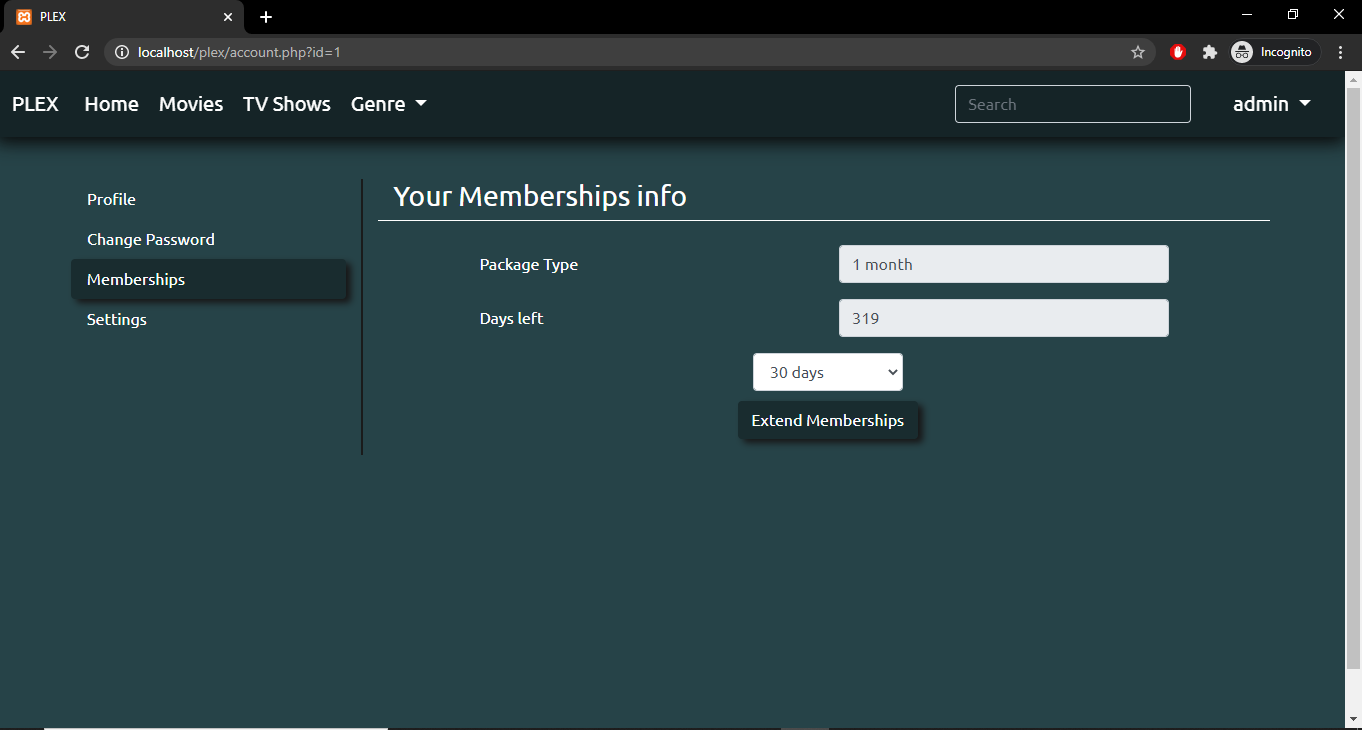 PLEX
localhost/plex/account.php?id=1
Incognito
PLEX Home Movies TV Shows Genre Search admin
Profile
Change Password
Memberships
Settings
Your Memberships info
Package Type 1 month
Days left 319
30 days
Extend Memberships